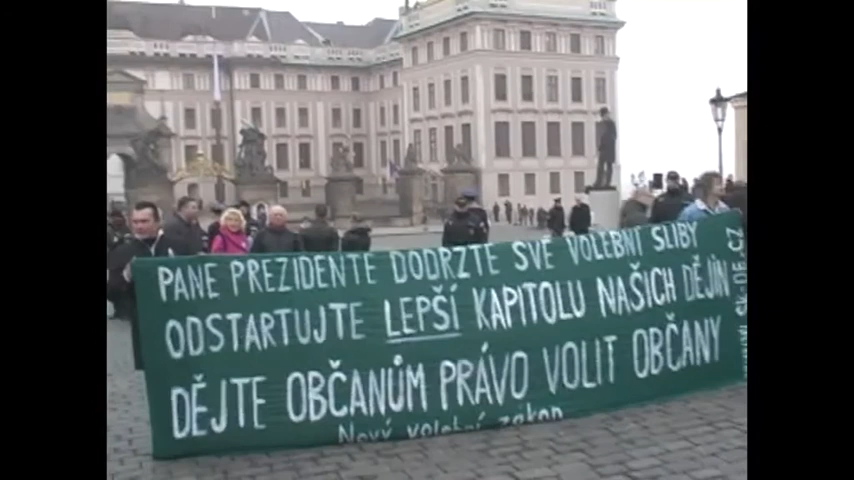 PANE PREZIDENTE DODRŽTE SVÉ VOLEBNÍ SLIBY
ODSTARTUJTE LEPŠÍ KAPITOLU NAŠICH DĚJIN
DĚJTE OBČANŮM PRÁVO VOLIT OBČANY
Nový volební zákon